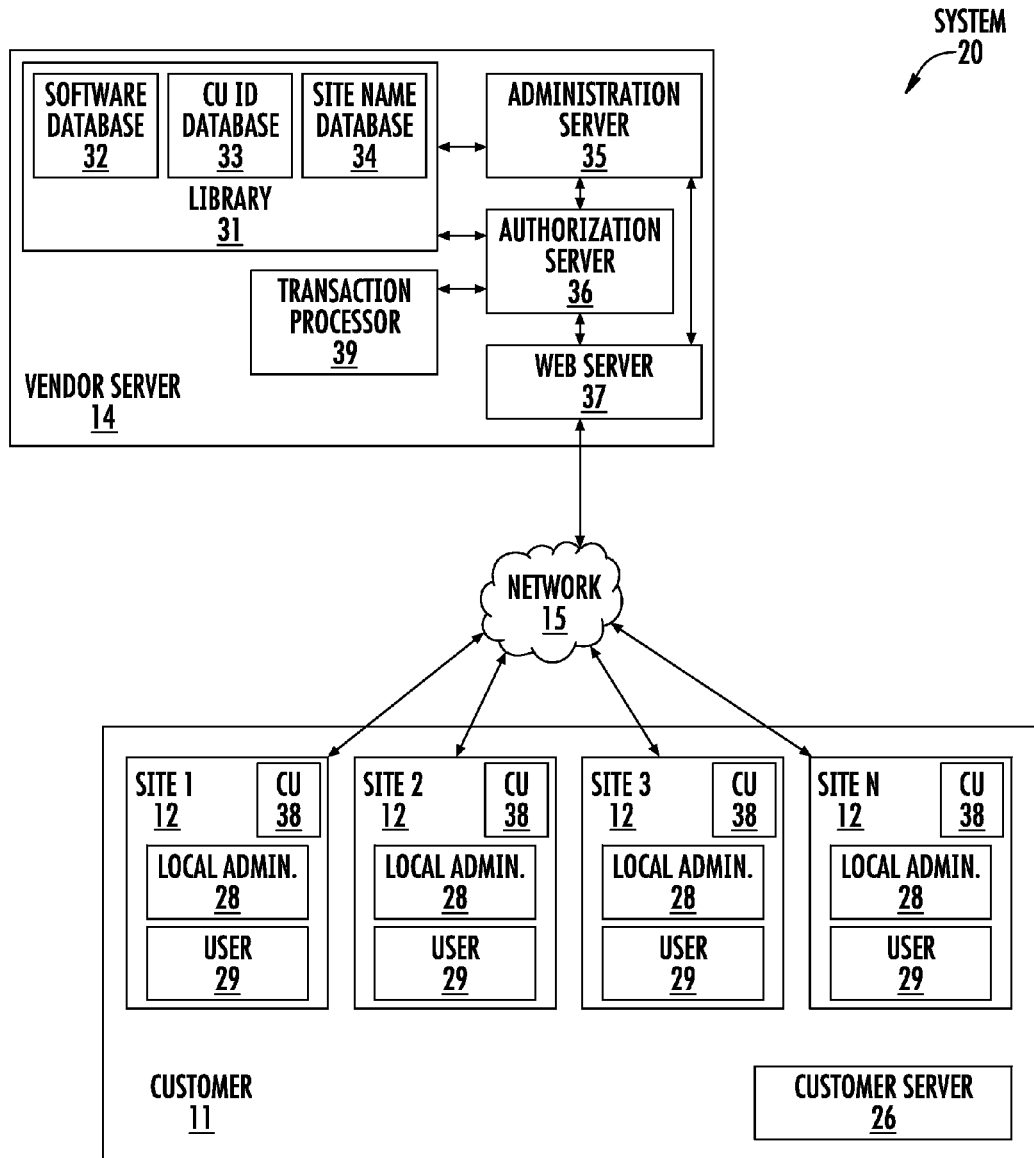 SYSTEM
20
SOFTWARE
DATABASE
32
CU ID
DATABASE
33
SITE NAME
DATABASE
34
LIBRARY
31
ADMINISTRATION
SERVER
35
AUTHORIZATION
SERVER
36
TRANSACTION
PROCESSOR
39
WEB SERVER
37
VENDOR SERVER
14
NETWORK
15
SITE 1
12
CU
38
LOCAL ADMIN.
28
USER
29
SITE 2
12
CU
38
LOCAL ADMIN.
28
USER
29
SITE 3
12
CU
38
LOCAL ADMIN.
28
USER
29
SITE N
12
CU
38
LOCAL ADMIN.
28
USER
29
CUSTOMER
11
CUSTOMER SERVER
26